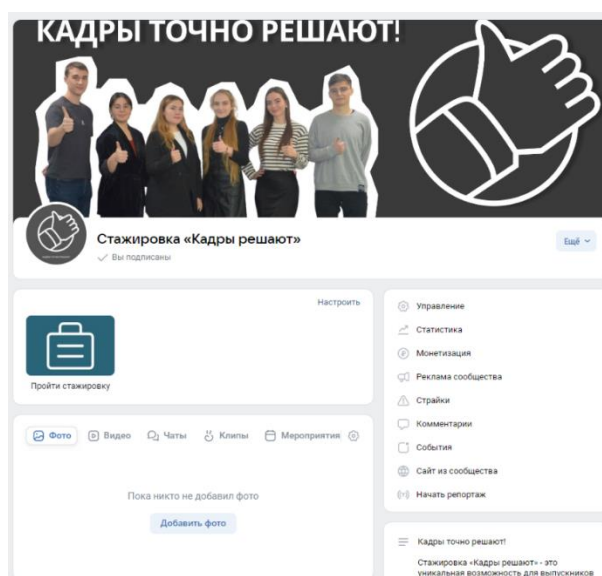 КАДРЫ ТОЧНО РЕШАЮТ!
Стажировка «Кадры решают»
Вы подписаны
Ещё
Настроить
Пройти стажировку
Фото Видео Чаты Клипы Мероприятия
Пока никто не добавил фото
Добавить фото
Управление
Статистика
Монетизация
Реклама сообщества
Страйки
Комментарии
События
Сайт из сообщества
Начать репортаж
Кадры точно решают!
Стажировка «Кадры решают» - это
уникальная возможность для выпускников